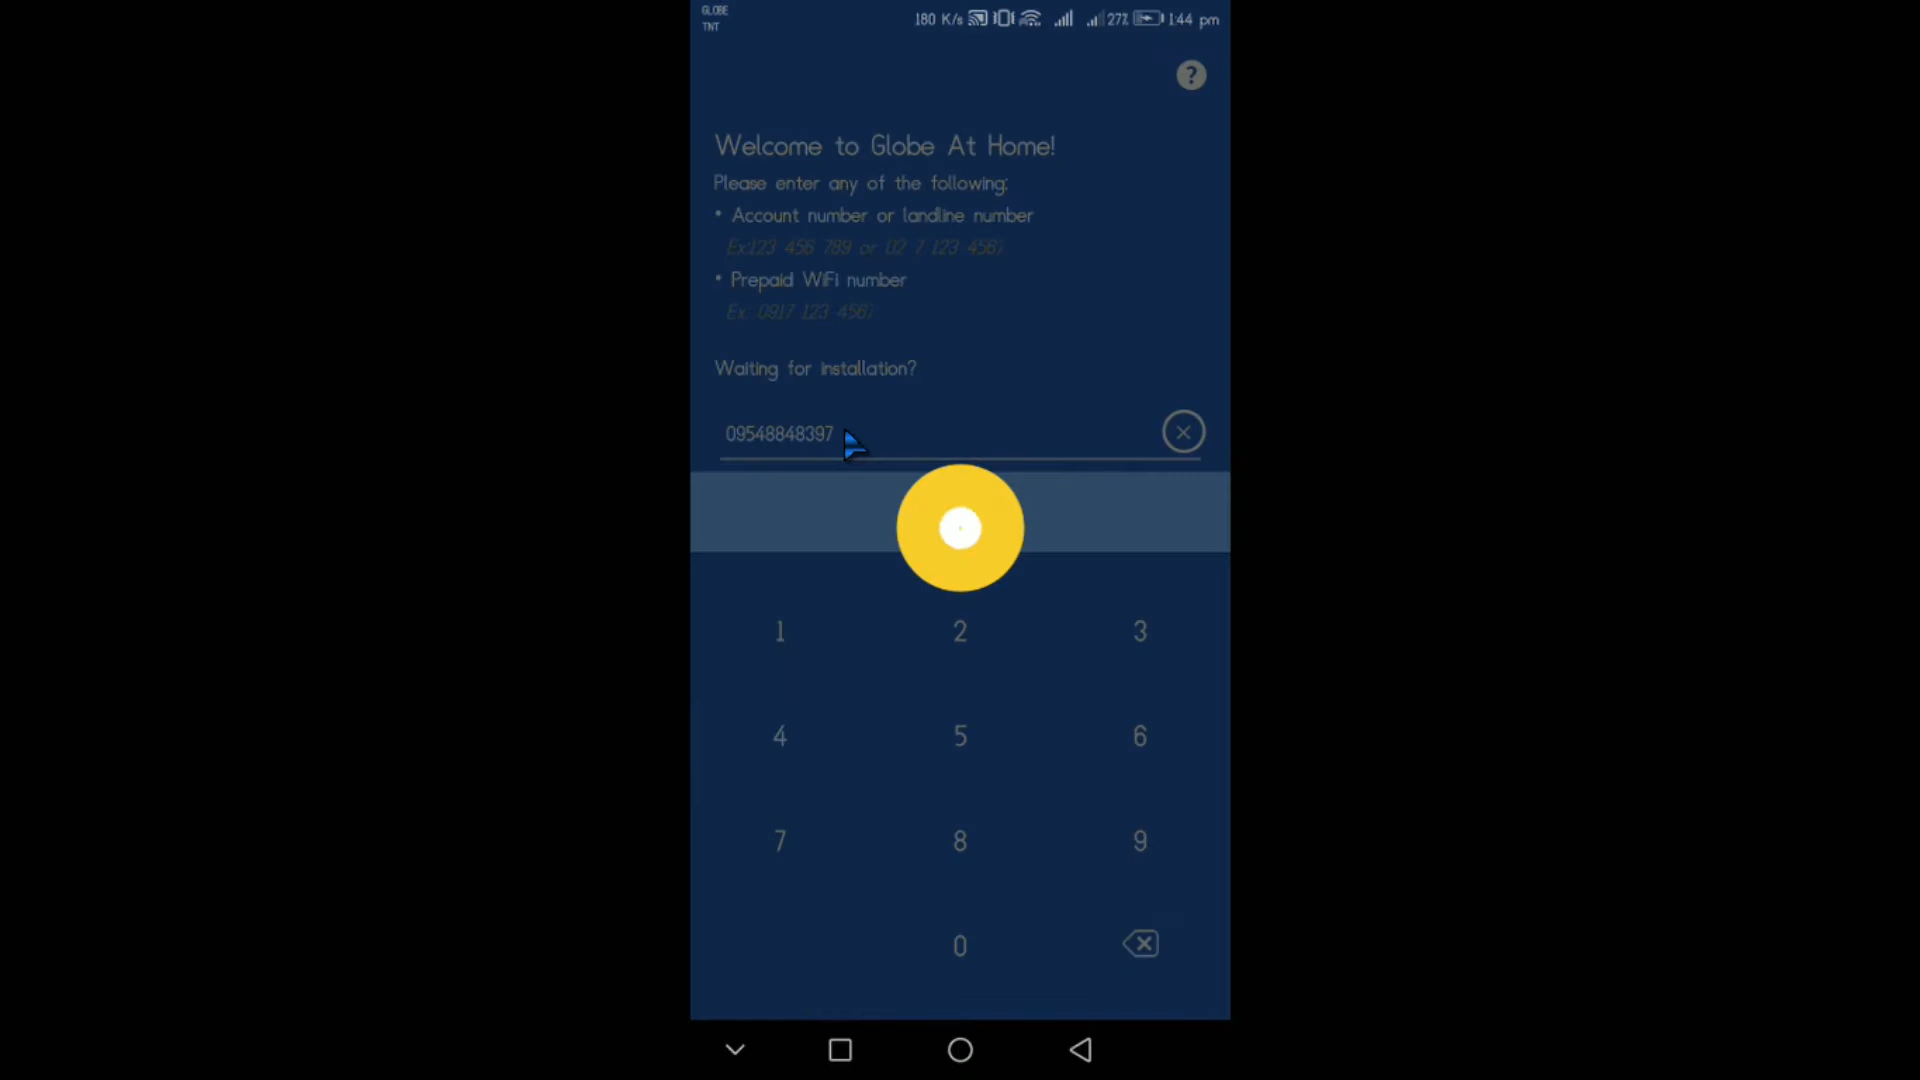 GLOBE
TNT
180 K/s 27% 1:44 pm
?
Welcome to Globe At Home!
Please enter any of the following:
• Account number or landline number
Ex:123 456 789 or 02 7 123 4567
• Prepaid WiFi number
Ex: 0917 123 4567
Waiting for installation?
09548848397
1 2 3
4 5 6
7 8 9
0